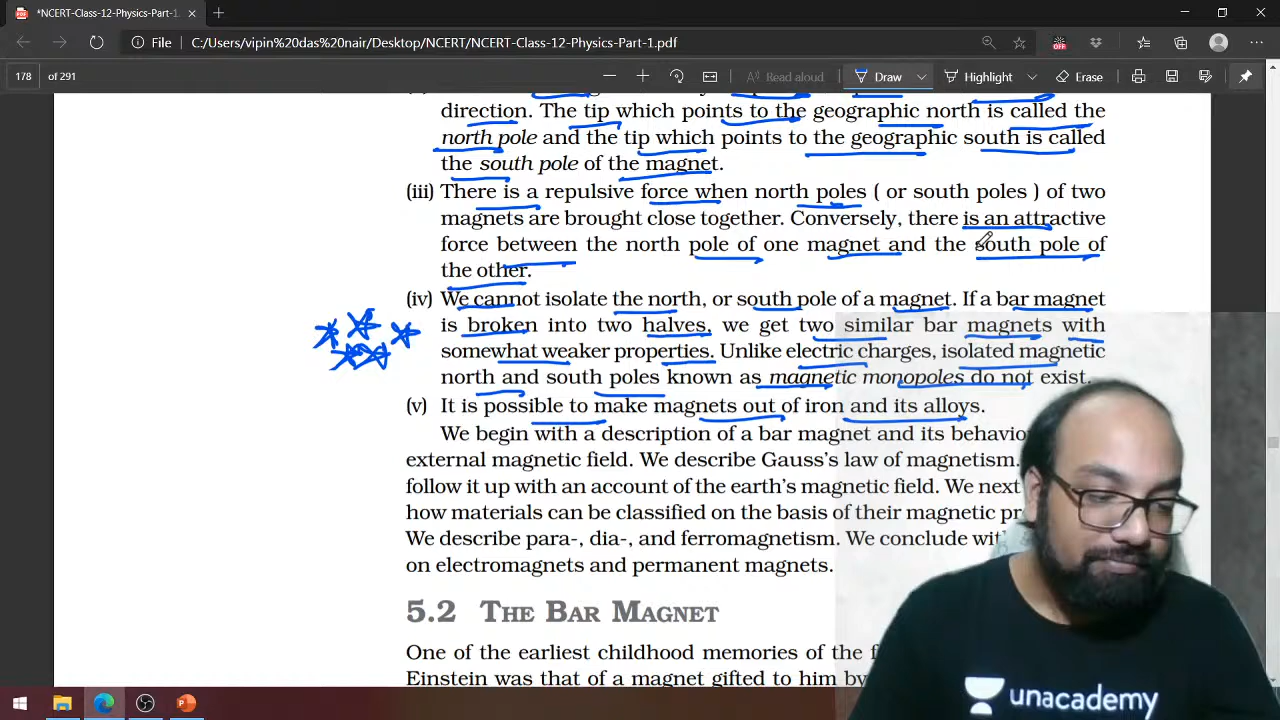 *NCERT-Class-12-Physics-Part-1.
File
C:/Users/vipin%20das%20nair/Desktop/NCERT/NCERT-Class-12-Physics-Part-1.pdf
OFF
178 of 291
Read aloud
Draw
Highlight
Erase
direction. The tip which points to the geographic north is called the
north pole and the tip which points to the geographic south is called
the south pole of the magnet.
(iii) There is a repulsive force when north poles ( or south poles ) of two
magnets are brought close together. Conversely, there is an attractive
force between the north pole of one magnet and the south pole of
the other.
(iv) We cannot isolate the north, or south pole of a magnet. If a bar magnet
is broken into two halves, we get two similar bar magnets with
somewhat weaker properties. Unlike electric charges, isolated magnetic
north and south poles known as magnetic monopoles do not exist.
(v) It is possible to make magnets out of iron and its alloys.
We begin with a description of a bar magnet and its behavio
external magnetic field. We describe Gauss's law of magnetism.
follow it up with an account of the earth's magnetic field. We next
how materials can be classified on the basis of their magnetic pr
We describe para-, dia-, and ferromagnetism. We conclude wit
on electromagnets and permanent magnets.
5.2 THE BAR MAGNET
One of the earliest childhood memories of the f
Einstein was that of a magnet gifted to him by
unacademy